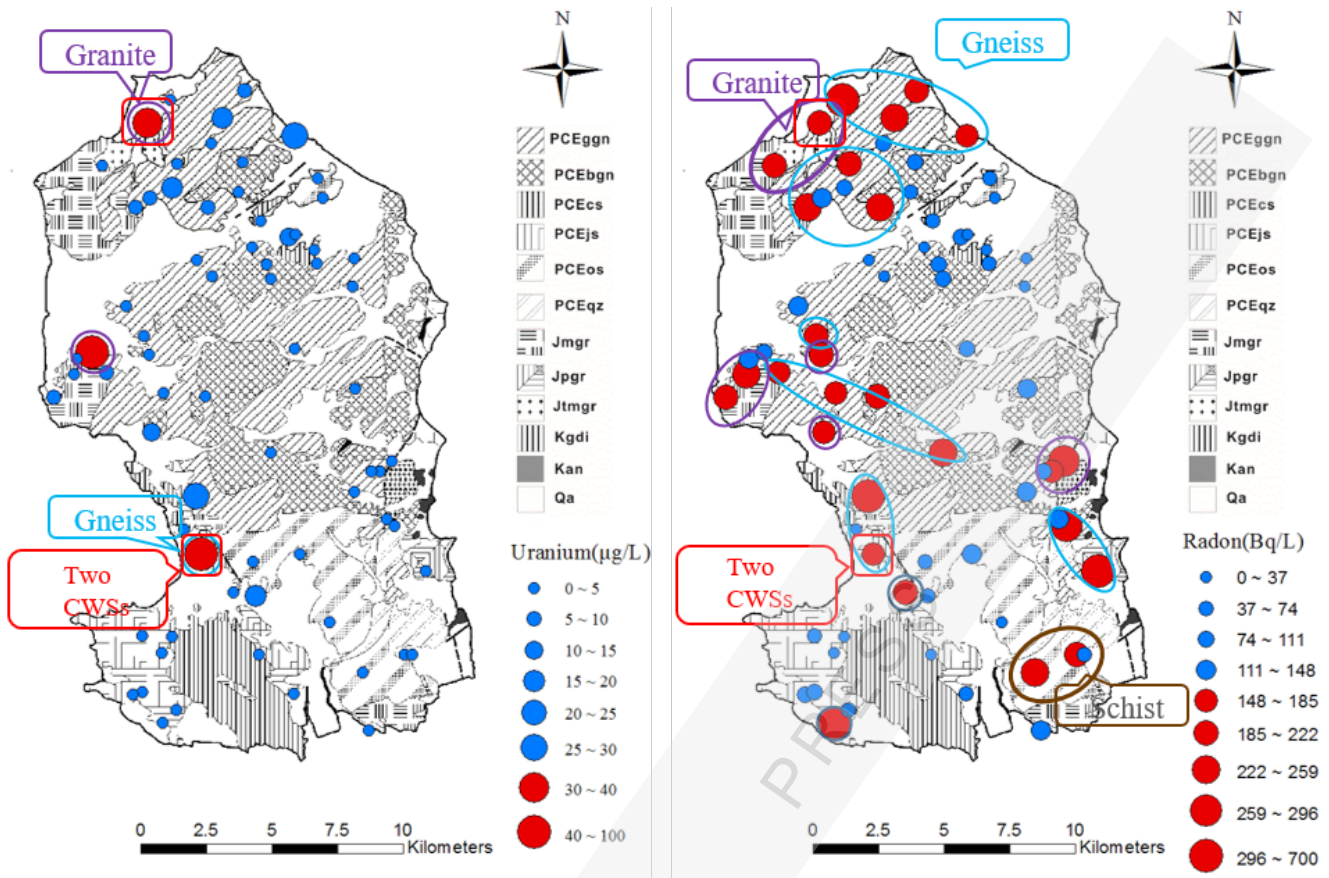 N
Granite
PCEggn
PCEbgn
PCEcs
PCEjs
PCEos
PCEqz
Jmgr
Jpgr
Jtmgr
Kgdi
Kan
Qa
Gneiss
Two
CWSs
Uranium(µg/L)
0 ~ 5
5 ~ 10
10 ~ 15
15 ~ 20
20 ~ 25
25 ~ 30
30 ~ 40
40 ~ 100
0 2.5 5 7.5 10
Kilometers
N
Gneiss
Granite
PCEggn
PCEbgn
PCEcs
PCEjs
PCEos
PCEqz
Jmgr
Jpgr
Jtmgr
Kgdi
Kan
Qa
Two
CWSs
Schist
Radon(Bq/L)
0 ~ 37
37 ~ 74
74 ~ 111
111 ~ 148
148 ~ 185
185 ~ 222
222 ~ 259
259 ~ 296
296 ~ 700
0 2.5 5 7.5 10
Kilometers